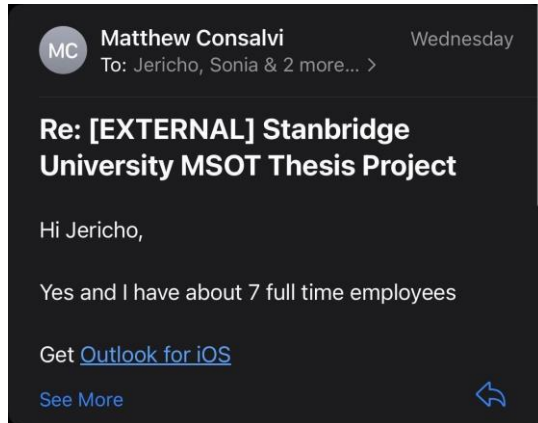 MC
Matthew Consalvi
Wednesday
To: Jericho, Sonia & 2 more... >
Re: [EXTERNAL] Stanbridge
University MSOT Thesis Project
Hi Jericho,
Yes and I have about 7 full time employees
Get Outlook for iOS
See More